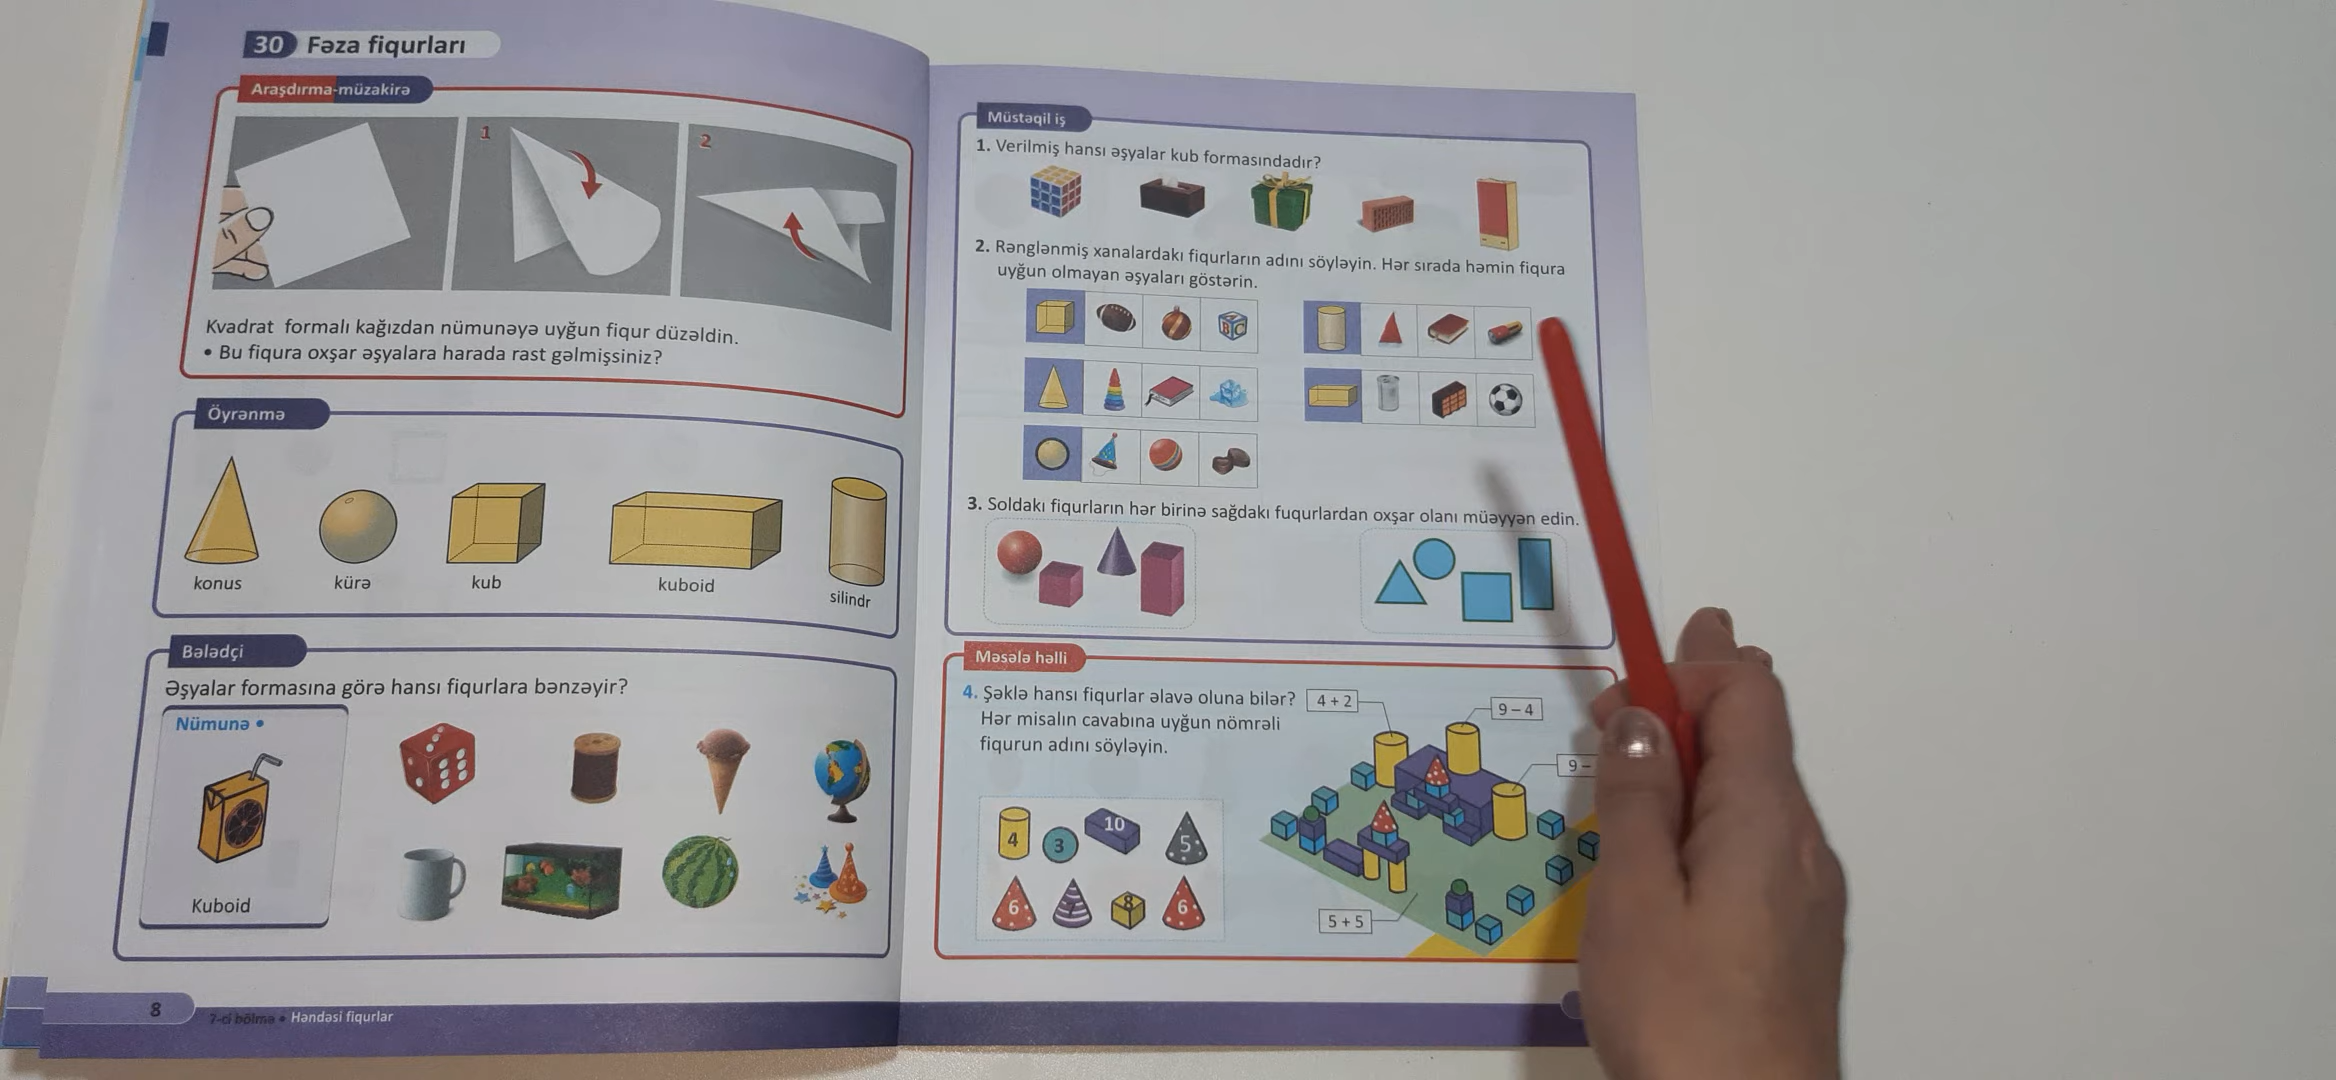 30 Fəza fiqurları
Araşdırma-müzakirə
1
2
Kvadrat formalı kağızdan nümunəyə uyğun fiqur düzəldin.
• Bu fiqura oxşar əşyalara harada rast gəlmişsiniz?
Öyrənmə
konus
kürə
kub
kuboid
silindr
Bələdçi
Əşyalar formasına görə hansı fiqurlara bənzəyir?
Nümunə •
Kuboid
8
7-ci bölmə • Həndəsi fiqurlar
Müstəqil iş
1. Verilmiş hansı əşyalar kub formasındadır?
2. Rənglənmiş xanalardakı fiqurların adını söyləyin. Hər sırada həmin fiqura
uyğun olmayan əşyaları göstərin.
B C
3. Soldakı fiqurların hər birinə sağdakı fuqurlardan oxşar olanı müəyyən edin.
Məsələ həlli
4. Şəklə hansı fiqurlar əlavə oluna bilər?
Hər misalın cavabına uyğun nömrəli
fiqurun adını söyləyin.
4 + 2
9 – 4
9 –
5 + 5
4
3
10
5
6
7
8
6